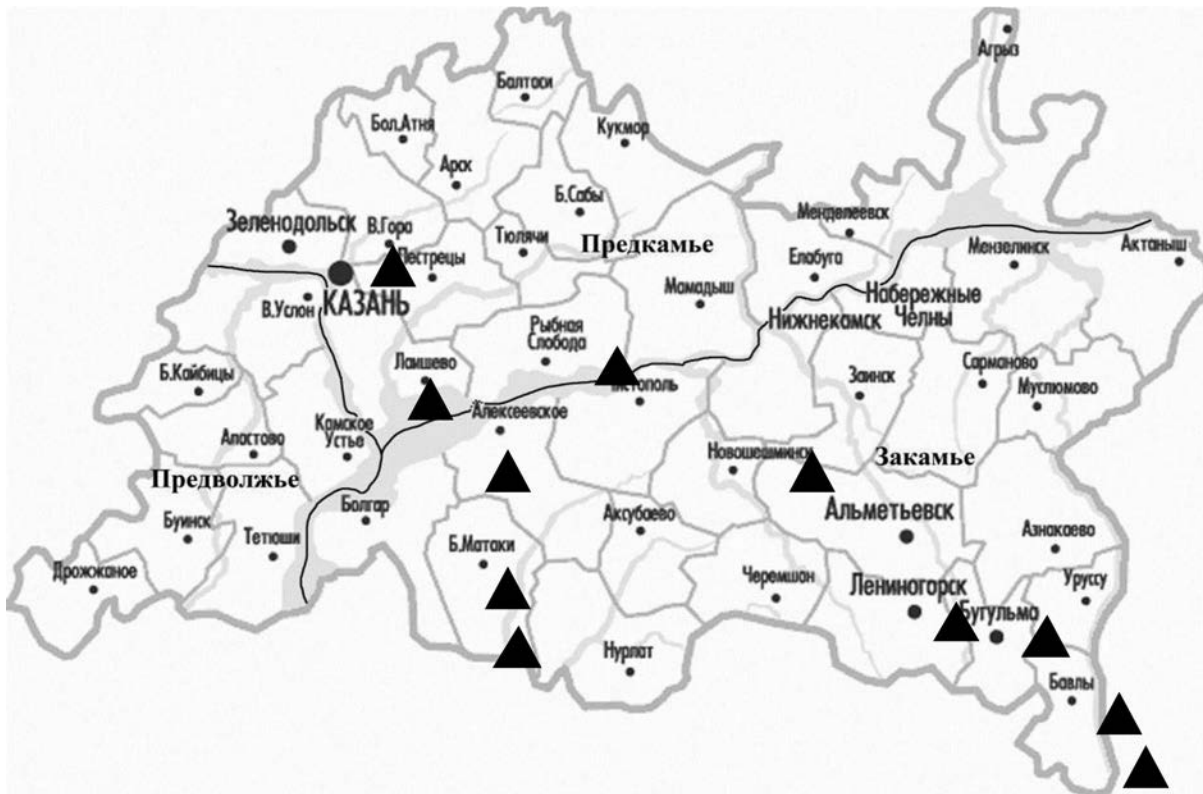 Агрыз
Балтаси
Бол.Атня
Кукмор
Арск
Б.Сабы
Менделеевск
Зеленодольск
В.Гора
Тюлячи
Предкамье
Мензелинск
Актаныш
Елабуга
Пестрецы
КАЗАНЬ
Мамадыш
Набережные
Челны
В.Услон
Нижнекамск
Рыбная
Слобода
Лаишево
Сарманово
Заинск
Б.Кайбицы
Муслюмово
Алексеевское
Камское
Устье
Апастово
Новошешминск
Закамье
Предволжье
Болгар
Аксубаево
Альметьевск
Буинск
Тетюши
Азнакаево
Б.Матаки
Дрожжаное
Черемшан
Лениногорск
Уруссу
Бугульма
Нурлат
Бавлы